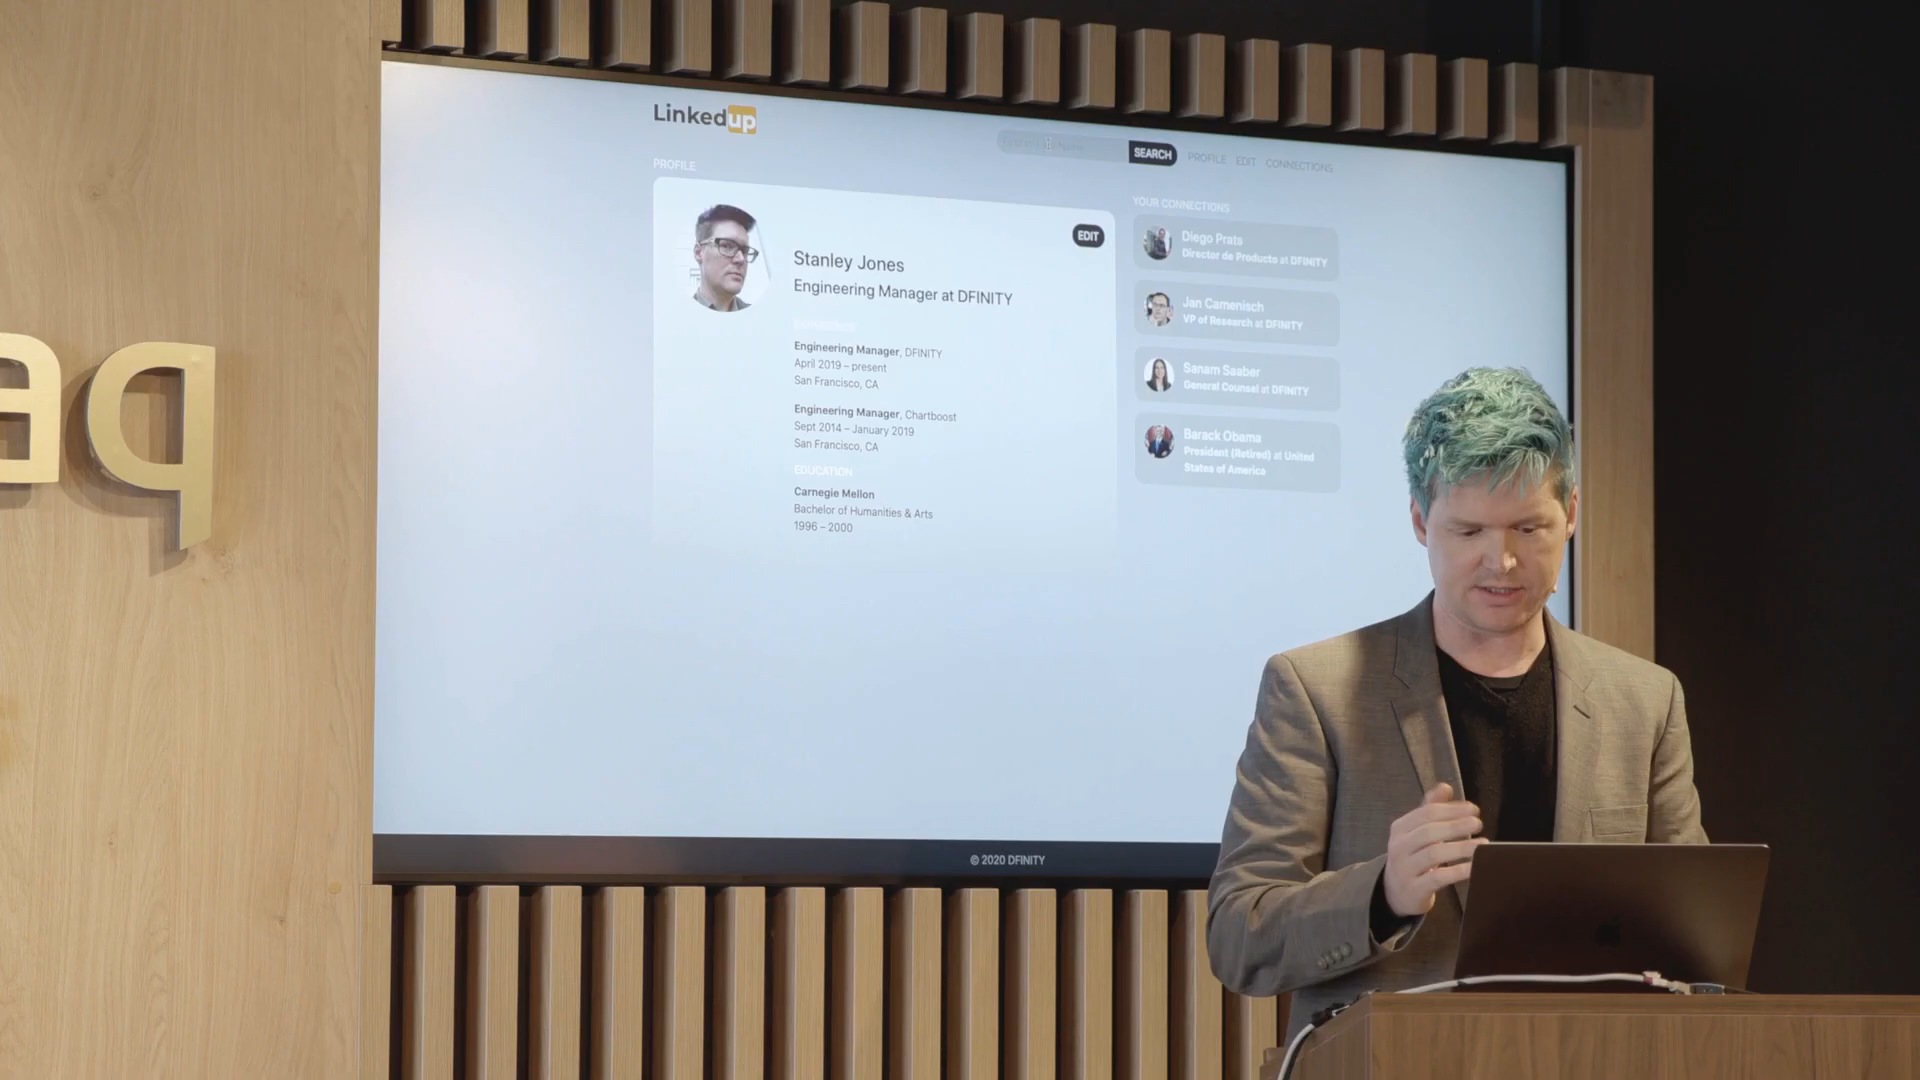 Linkedup
SEARCH
PROFILE
EDIT
CONNECTIONS
PROFILE
EDIT
Stanley Jones
Engineering Manager at DFINITY
EXPERIENCE
Engineering Manager, DFINITY
April 2019 – present
San Francisco, CA
Engineering Manager, Chartboost
Sept 2014 – January 2019
San Francisco, CA
EDUCATION
Carnegie Mellon
Bachelor of Humanities & Arts
1996 – 2000
YOUR CONNECTIONS
Diego Prats
Director de Producto at DFINITY
Jan Camenisch
VP of Research at DFINITY
Sanam Saaber
General Counsel at DFINITY
Barack Obama
President (Retired) at United
States of America
© 2020 DFINITY
aq